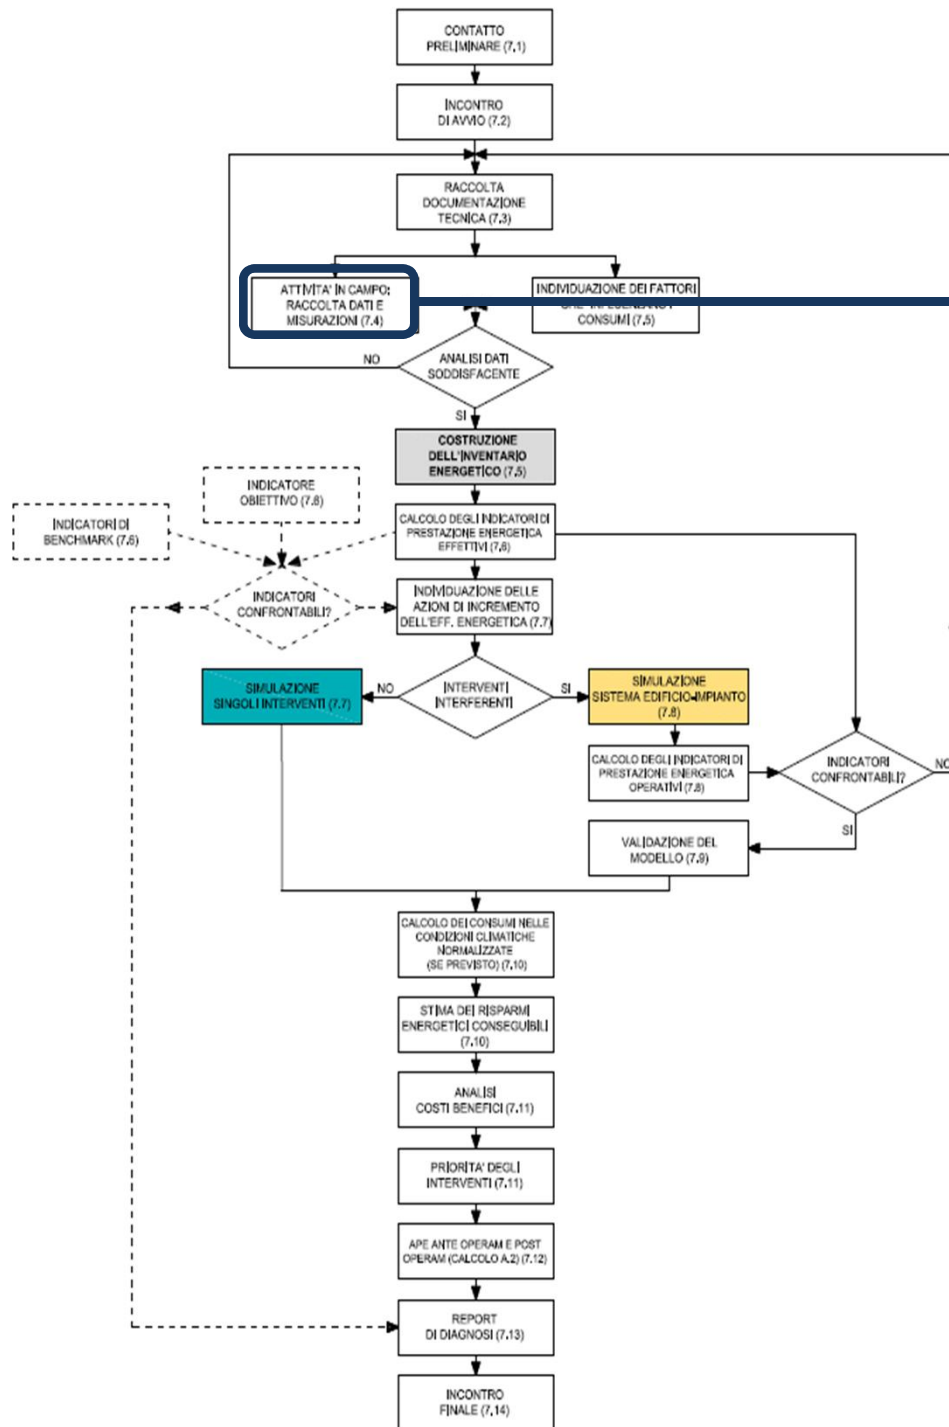 CONTATTO
PRELIMINARE (7.1)
INCONTRO
DI AVVIO (7.2)
RACCOLTA
DOCUMENTAZIONE
TECNICA (7.3)
ATTIVITA' IN CAMPO:
RACCOLTA DATI E
MISURAZIONI (7.4)
INDIVIDUAZIONE DEI FATTORI
CONSUMI (7.5)
NO
ANALISI DATI
SODDISFACENTE
SI
COSTRUZIONE
DELL'INVENTARIO
ENERGETICO (7.5)
INDICATORE
OBIETTIVO (7.6)
INDICATORI DI
BENCHMARK (7.6)
CALCOLO DEGLI INDICATORI DI
PRESTAZIONE ENERGETICA
EFFETTIVI (7.6)
INDICATORI
CONFRONTABILI?
INDIVIDUAZIONE DELLE
AZIONI DI INCREMENTO
DELL'EFF. ENERGETICA (7.7)
SIMULAZIONE
SINGOLI INTERVENTI (7.7)
NO
INTERVENTI
INTERFERENTI
SI
SIMULAZIONE
SISTEMA EDIFICIO-IMPIANTO
(7.8)
CALCOLO DEGLI INDICATORI DI
PRESTAZIONE ENERGETICA
OPERATIVI (7.8)
INDICATORI
CONFRONTABILI?
NO
SI
VALIDAZIONE DEL
MODELLO (7.9)
CALCOLO DEI CONSUMI NELLE
CONDIZIONI CLIMATICHE
NORMALIZZATE
(SE PREVISTO) (7.10)
STIMA DEI RISPARMI
ENERGETICI CONSEGUIBILI
(7.10)
ANALISI
COSTI BENEFICI (7.11)
PRIORITA' DEGLI
INTERVENTI (7.11)
APE ANTE OPERAM E POST
OPERAM (CALCOLO A.2) (7.12)
REPORT
DI DIAGNOSI (7.13)
INCONTRO
FINALE (7.14)